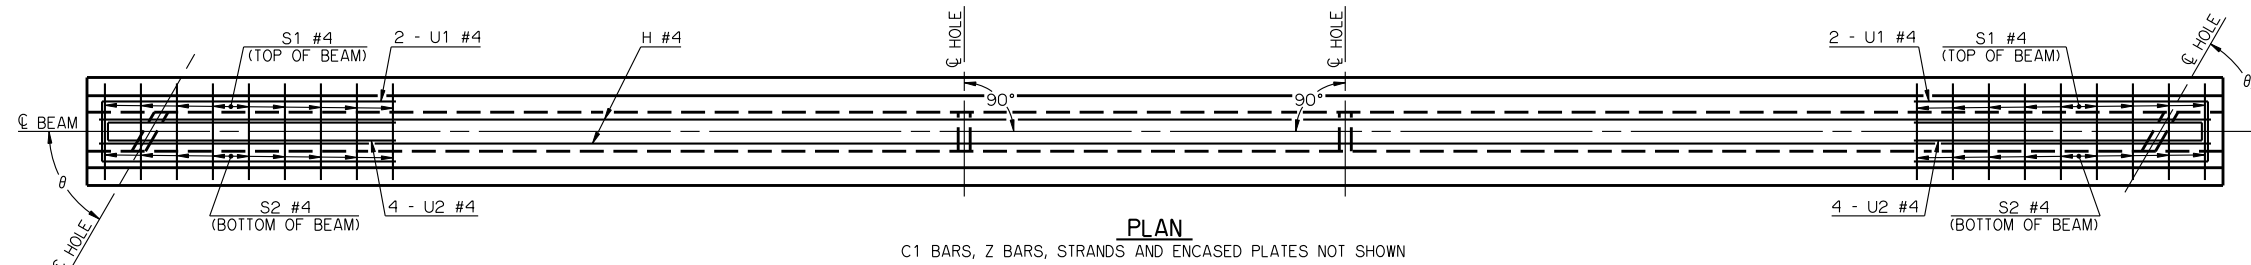 ℄ HOLE
℄ HOLE
S1 #4
(TOP OF BEAM)
2 - U1 #4
H #4
2 - U1 #4
S1 #4
(TOP OF BEAM)
℄ HOLE
θ
90°
90°
℄ BEAM
θ
℄ HOLE
S2 #4
(BOTTOM OF BEAM)
4 - U2 #4
4 - U2 #4
S2 #4
(BOTTOM OF BEAM)
PLAN
C1 BARS, Z BARS, STRANDS AND ENCASED PLATES NOT SHOWN